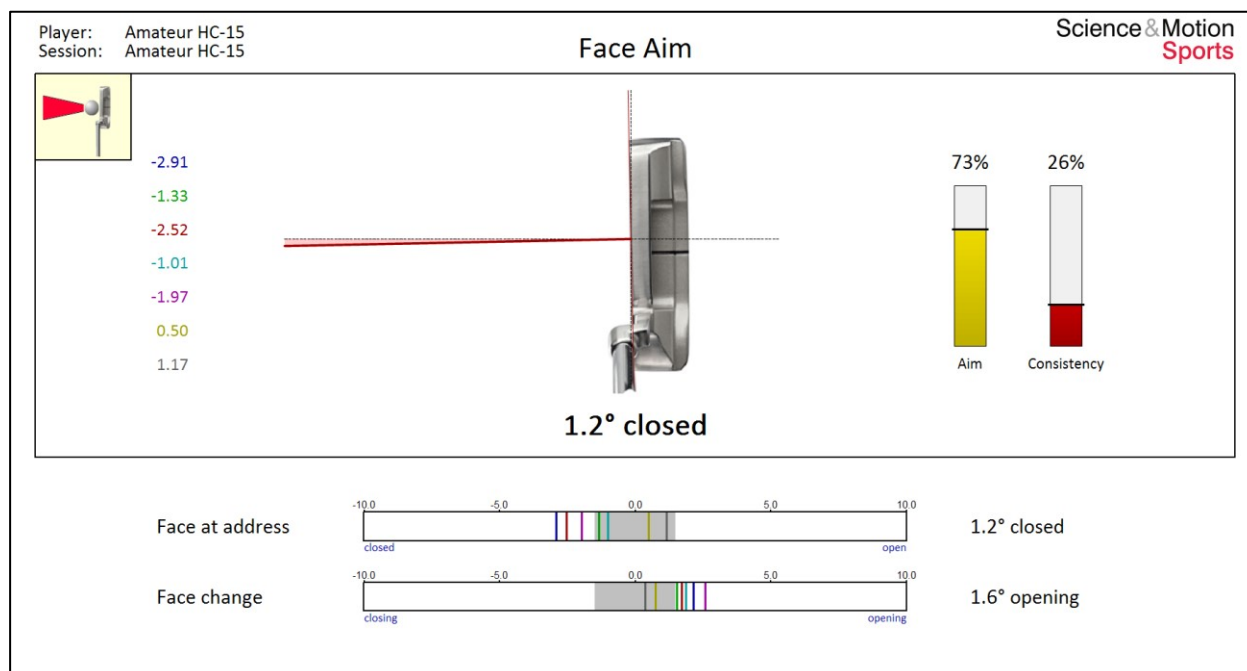 Player: Amateur HC-15
Session: Amateur HC-15
Face Aim
Science&Motion
Sports
-2.91
-1.33
-2.52
-1.01
-1.97
0.50
1.17
73%
26%
Aim
Consistency
1.2° closed
Face at address
-10.0 -5.0 0.0 5.0 10.0
closed open
1.2° closed
Face change
-10.0 -5.0 0.0 5.0 10.0
closing opening
1.6° opening